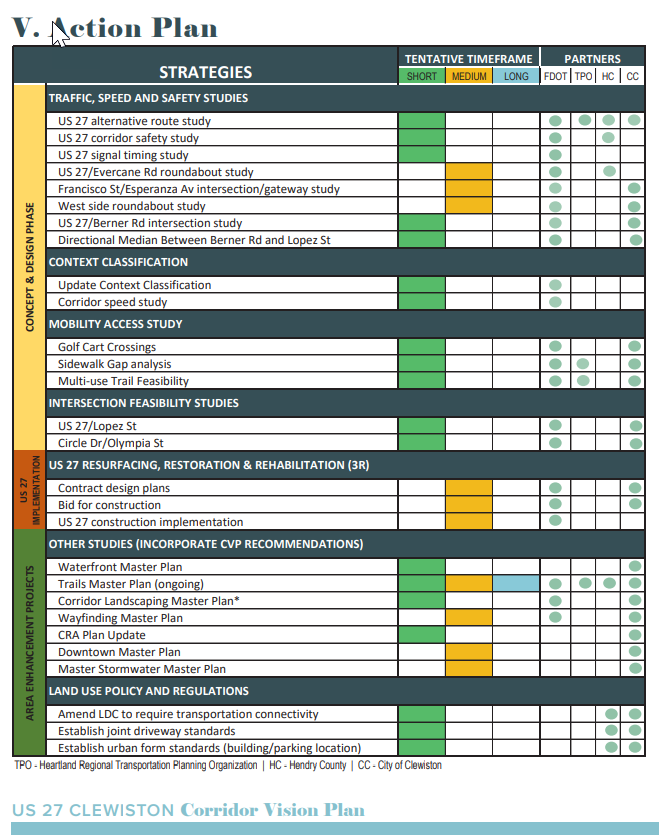 V. Action Plan
STRATEGIES
TENTATIVE TIMEFRAME
PARTNERS
SHORT MEDIUM LONG FDOT TPO HC CC
CONCEPT & DESIGN PHASE
TRAFFIC, SPEED AND SAFETY STUDIES
US 27 alternative route study
US 27 corridor safety study
US 27 signal timing study
US 27/Evercane Rd roundabout study
Francisco St/Esperanza Av intersection/gateway study
West side roundabout study
US 27/Berner Rd intersection study
Directional Median Between Berner Rd and Lopez St
CONTEXT CLASSIFICATION
Update Context Classification
Corridor speed study
MOBILITY ACCESS STUDY
Golf Cart Crossings
Sidewalk Gap analysis
Multi-use Trail Feasibility
INTERSECTION FEASIBILITY STUDIES
US 27/Lopez St
Circle Dr/Olympia St
US 27
IMPLEMENTATION
US 27 RESURFACING, RESTORATION & REHABILITATION (3R)
Contract design plans
Bid for construction
US 27 construction implementation
AREA ENHANCEMENT PROJECTS
OTHER STUDIES (INCORPORATE CVP RECOMMENDATIONS)
Waterfront Master Plan
Trails Master Plan (ongoing)
Corridor Landscaping Master Plan*
Wayfinding Master Plan
CRA Plan Update
Downtown Master Plan
Master Stormwater Master Plan
LAND USE POLICY AND REGULATIONS
Amend LDC to require transportation connectivity
Establish joint driveway standards
Establish urban form standards (building/parking location)
TPO - Heartland Regional Transportation Planning Organization | HC - Hendry County | CC - City of Clewiston
US 27 CLEWISTON Corridor Vision Plan